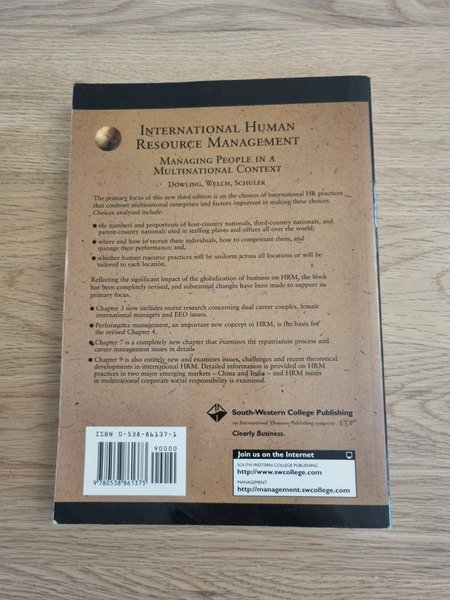 INTERNATIONAL HUMAN
RESOURCE MANAGEMENT
MANAGING PEOPLE IN A
MULTINATIONAL CONTEXT
DOWLING, WELCH, SCHULER
The primary focus of this new third edition is on the choices of international HR practices
that confront multinational enterprises and factors important in making these choices.
Choices analyzed include:
• the numbers and proportions of host-country nationals, third-country nationals, and
parent-country nationals used in staffing plants and offices all over the world;
• where and how to recruit these individuals, how to compensate them, and
manage their performance; and,
• whether human resource practices will be uniform across all locations or will be
tailored to each location.
Reflecting the significant impact of the globalization of business on HRM, the book
has been completely revised, and substantial changes have been made to support its
primary focus.
• Chapter 3 now includes recent research concerning dual career couples, female
international managers and EEO issues.
• Performance management, an important new concept in HRM, is the basis for
the revised Chapter 4.
• Chapter 7 is a completely new chapter that examines the repatriation process and
career management issues in detail.
• Chapter 9 is also entirely new and examines issues, challenges and recent theoretical
developments in international HRM. Detailed information is provided on HRM
practices in two major emerging markets – China and India – and HRM issues in
multinational corporate social responsibility is examined.
South-Western College Publishing
an International Thomson Publishing company I(T)P®
Clearly Business.
ISBN 0-538-86137-1
90000
9 780538 861373
Join us on the Internet
SOUTH-WESTERN COLLEGE PUBLISHING
http://www.swcollege.com
MANAGEMENT
http://management.swcollege.com